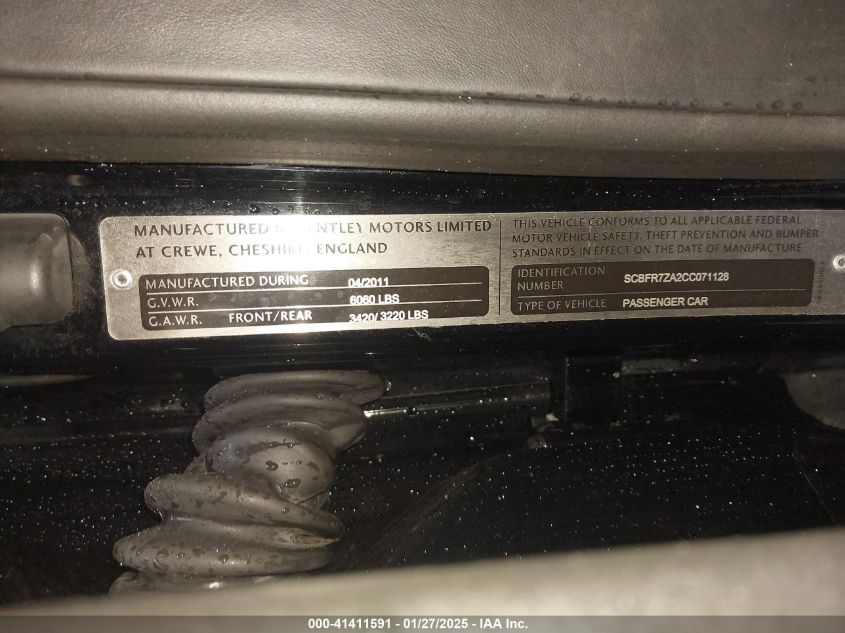 MANUFACTURED BENTLEY MOTORS LIMITED
AT CREWE, CHESHIRE, ENGLAND
MANUFACTURED DURING 04/2011
G.V.W.R. 6060 LBS
G.A.W.R. FRONT/REAR 3420/ 3220 LBS
THIS VEHICLE CONFORMS TO ALL APPLICABLE FEDERAL
MOTOR VEHICLE SAFETY, THEFT PREVENTION AND BUMPER
STANDARDS IN EFFECT ON THE DATE OF MANUFACTURE
IDENTIFICATION NUMBER SCBFR7ZA2CC071128
TYPE OF VEHICLE PASSENGER CAR
000-41411591 - 01/27/2025 - IAA Inc.